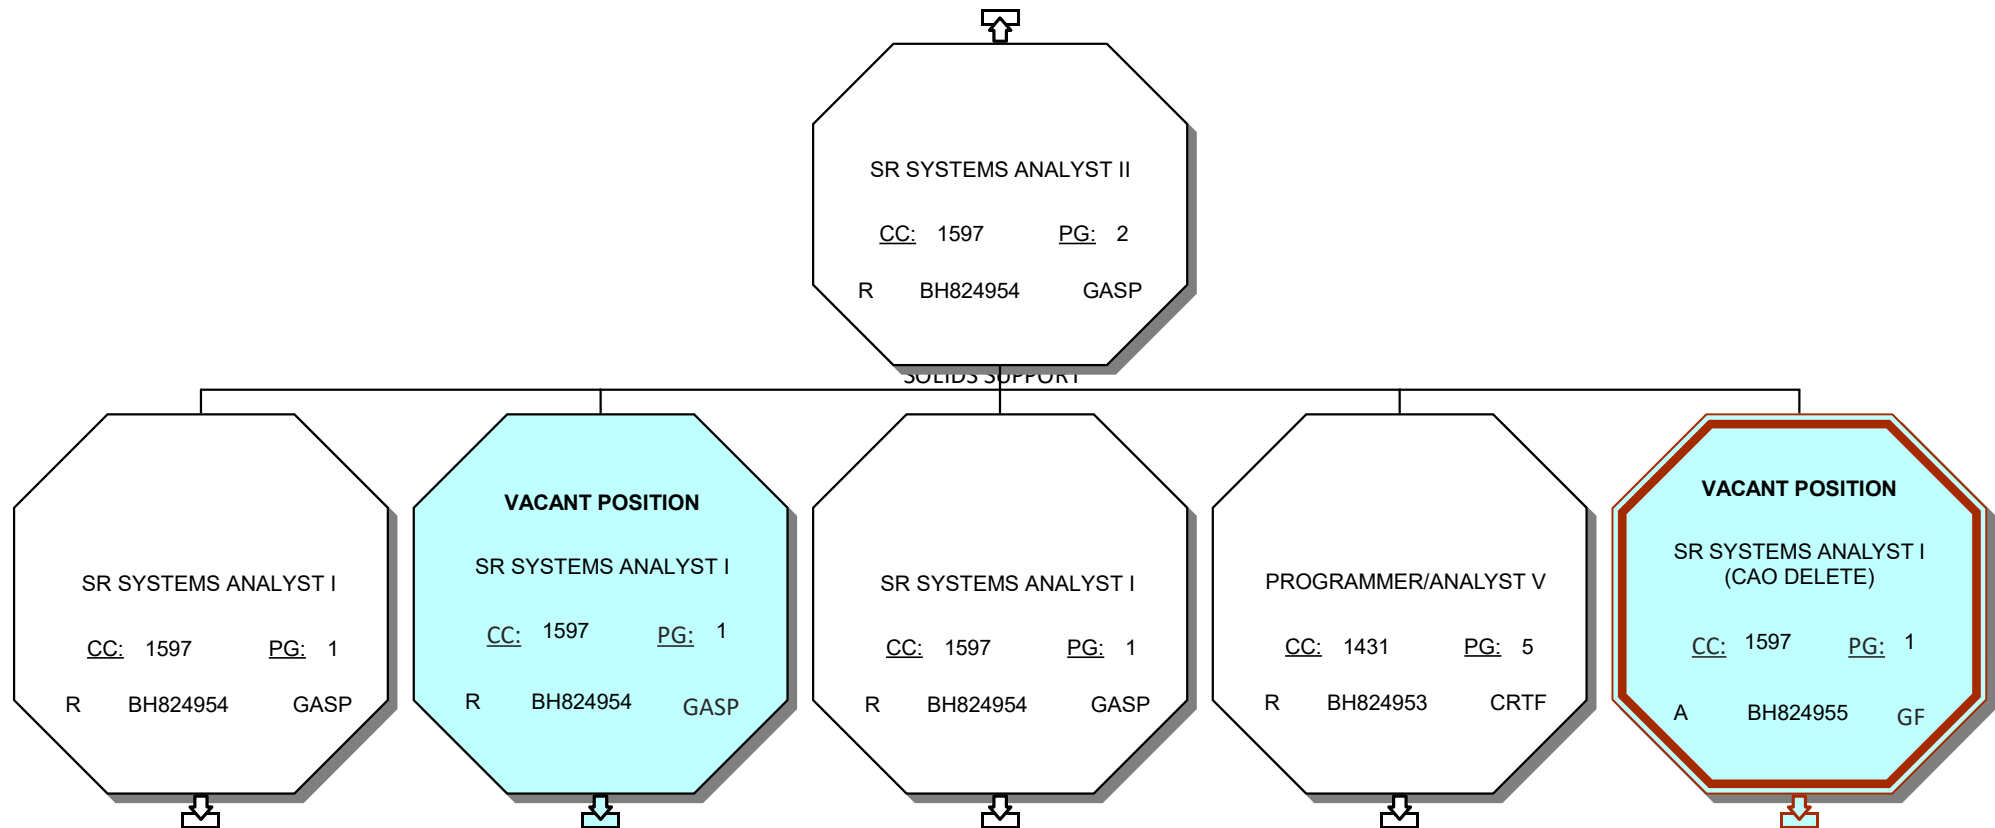 SR SYSTEMS ANALYST II
CC: 1597 PG: 2
R BH824954 GASP
SOLIDS SUPPORT
SR SYSTEMS ANALYST I
CC: 1597 PG: 1
R BH824954 GASP
VACANT POSITION
SR SYSTEMS ANALYST I
CC: 1597 PG: 1
R BH824954 GASP
SR SYSTEMS ANALYST I
CC: 1597 PG: 1
R BH824954 GASP
PROGRAMMER/ANALYST V
CC: 1431 PG: 5
R BH824953 CRTF
VACANT POSITION
SR SYSTEMS ANALYST I
(CAO DELETE)
CC: 1597 PG: 1
A BH824955 GF